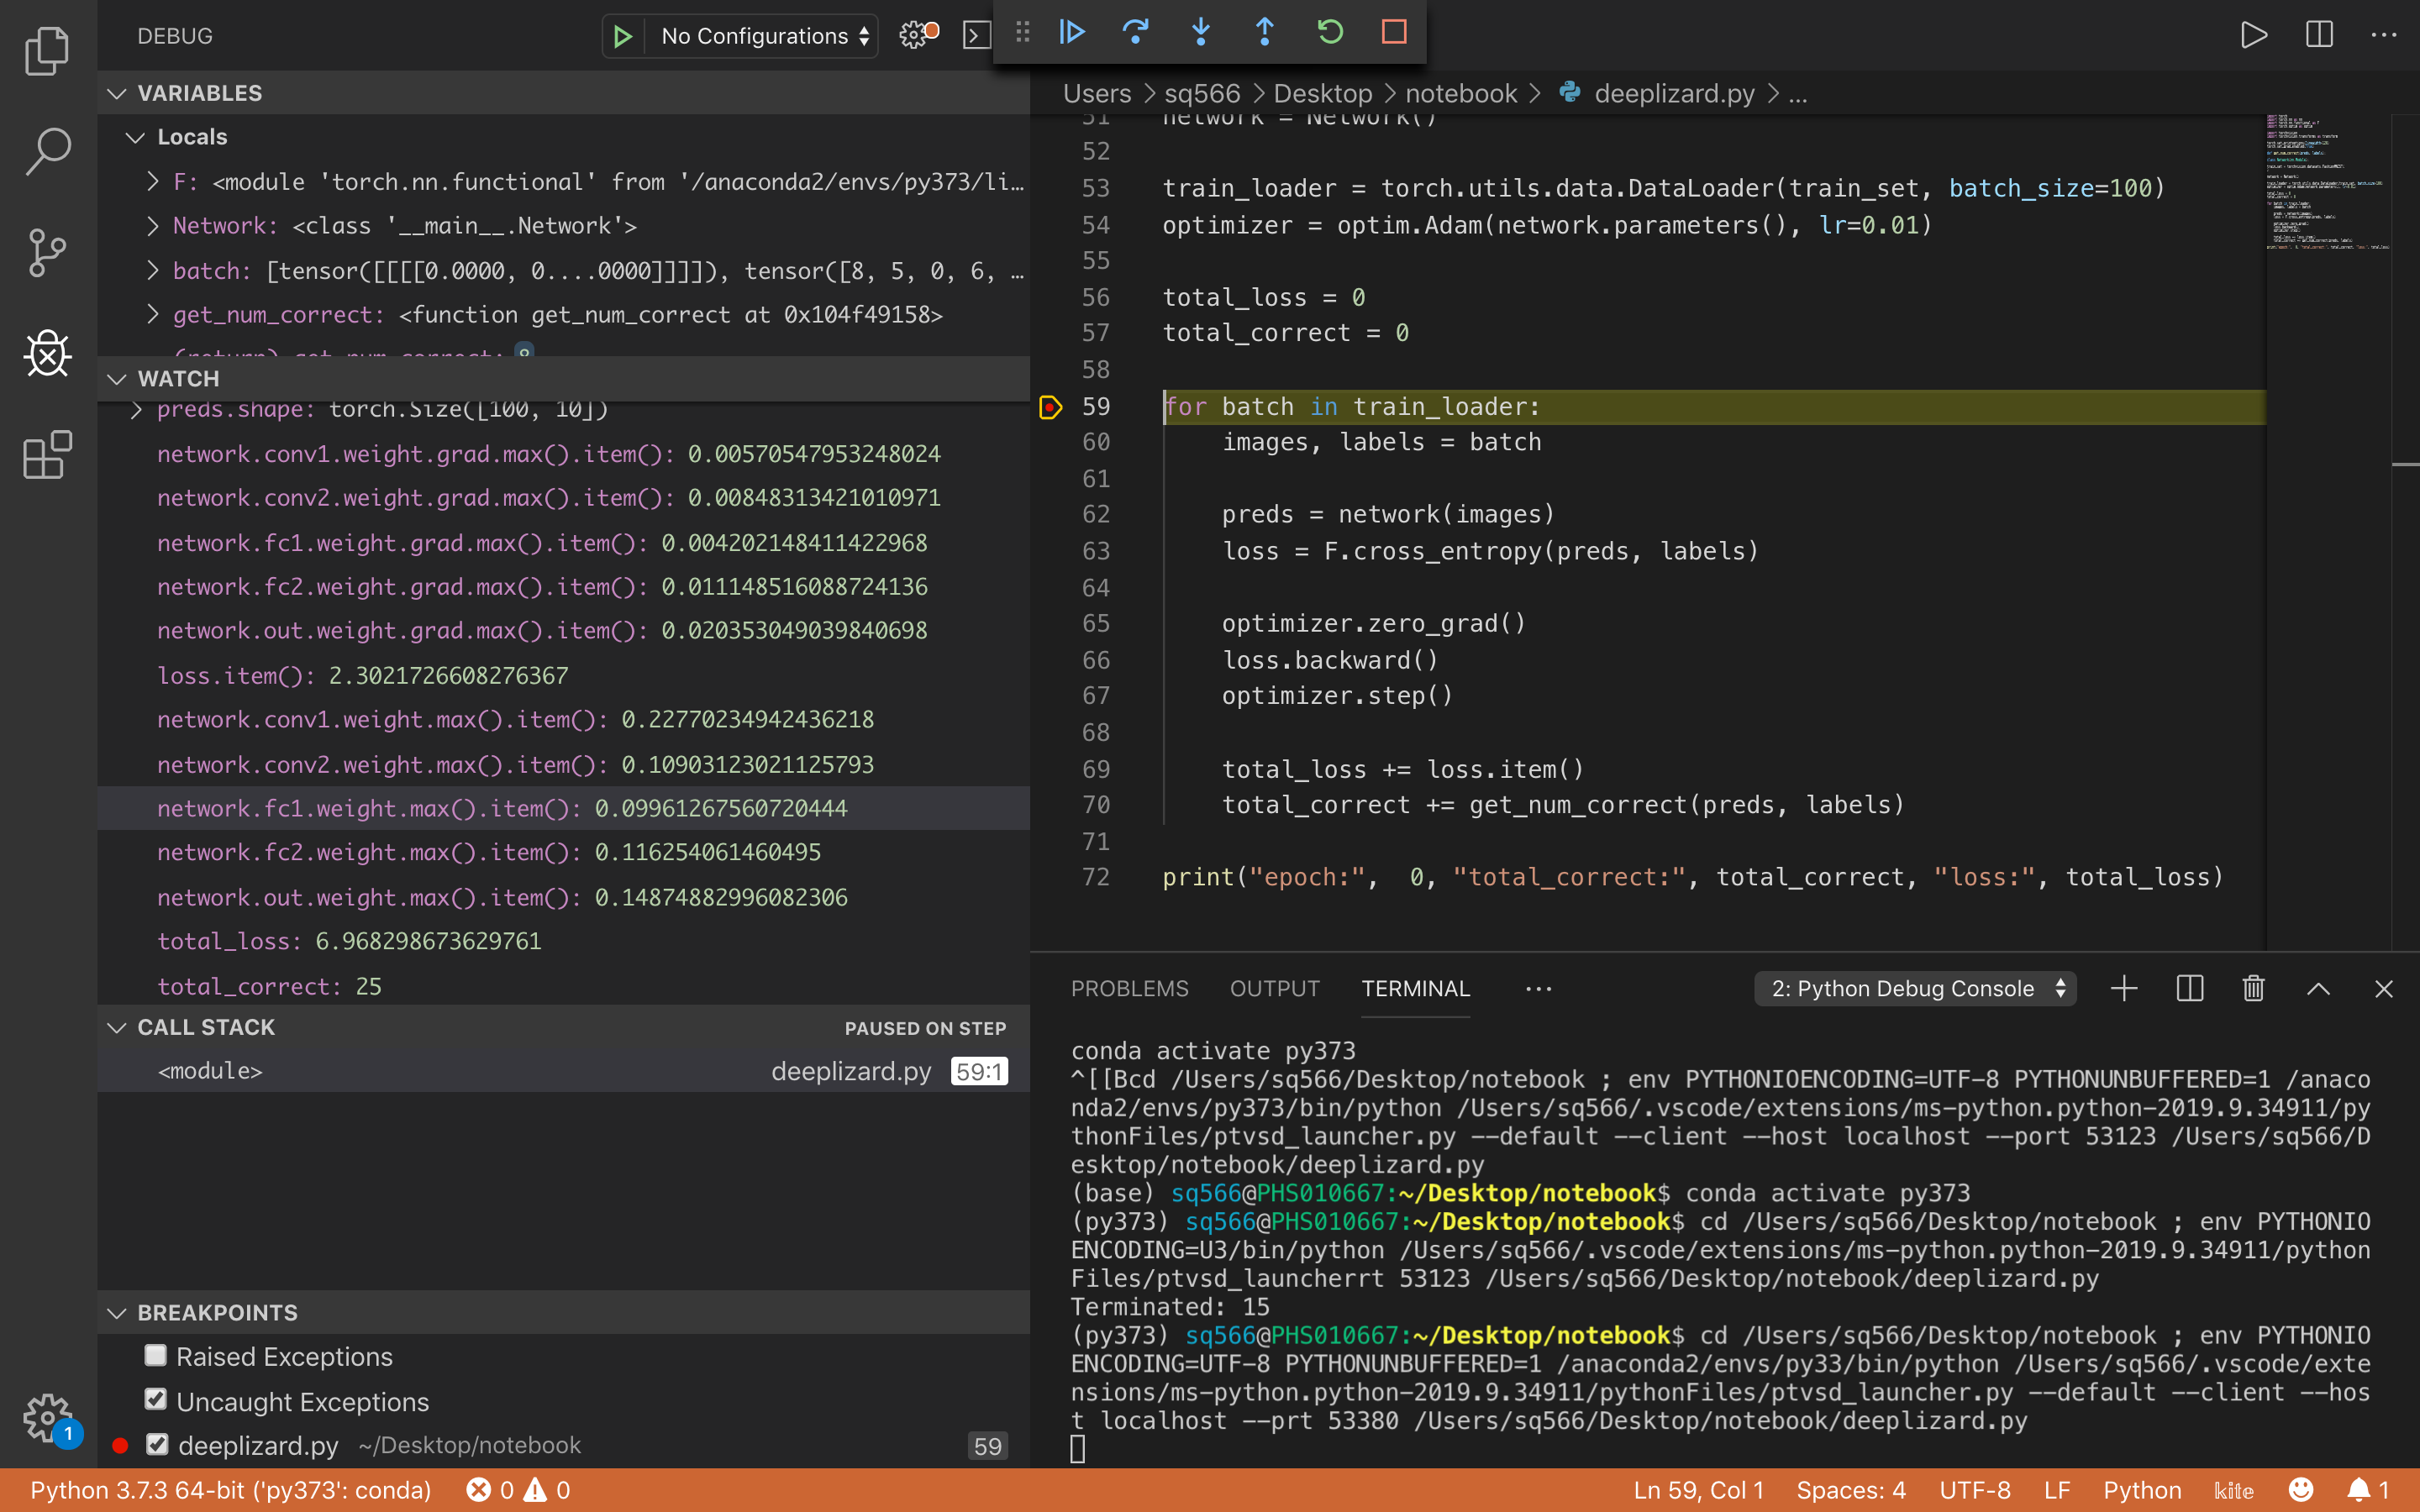 DEBUG
No Configurations
VARIABLES
Locals
F: <module 'torch.nn.functional' from '/anaconda2/envs/py373/li...
Network: <class '__main__.Network'>
batch: [tensor([[[[0.0000, 0....0000]]]]), tensor([8, 5, 0, 6, …
get_num_correct: <function get_num_correct at 0x104f49158>
(return) get_num_correct: 8
WATCH
preds.shape: torch.Size([100, 10])
network.conv1.weight.grad.max().item(): 0.00570547953248024
network.conv2.weight.grad.max().item(): 0.00848313421010971
network.fc1.weight.grad.max().item(): 0.004202148411422968
network.fc2.weight.grad.max().item(): 0.011148516088724136
network.out.weight.grad.max().item(): 0.020353049039840698
loss.item(): 2.3021726608276367
network.conv1.weight.max().item(): 0.22770234942436218
network.conv2.weight.max().item(): 0.10903123021125793
network.fc1.weight.max().item(): 0.09961267560720444
network.fc2.weight.max().item(): 0.116254061460495
network.out.weight.max().item(): 0.14874882996082306
total_loss: 6.968298673629761
total_correct: 25
CALL STACK PAUSED ON STEP
<module> deeplizard.py 59:1
BREAKPOINTS
Raised Exceptions
Uncaught Exceptions
deeplizard.py ~/Desktop/notebook 59
1
Users > sq566 > Desktop > notebook > deeplizard.py > ...
51 network = Network()
52
53 train_loader = torch.utils.data.DataLoader(train_set, batch_size=100)
54 optimizer = optim.Adam(network.parameters(), lr=0.01)
55
56 total_loss = 0
57 total_correct = 0
58
59 for batch in train_loader:
60 images, labels = batch
61
62 preds = network(images)
63 loss = F.cross_entropy(preds, labels)
64
65 optimizer.zero_grad()
66 loss.backward()
67 optimizer.step()
68
69 total_loss += loss.item()
70 total_correct += get_num_correct(preds, labels)
71
72 print("epoch:", 0, "total_correct:", total_correct, "loss:", total_loss)
PROBLEMS OUTPUT TERMINAL ... 2: Python Debug Console
conda activate py373
^[[Bcd /Users/sq566/Desktop/notebook ; env PYTHONIOENCODING=UTF-8 PYTHONUNBUFFERED=1 /anaco
nda2/envs/py373/bin/python /Users/sq566/.vscode/extensions/ms-python.python-2019.9.34911/py
thonFiles/ptvsd_launcher.py --default --client --host localhost --port 53123 /Users/sq566/D
esktop/notebook/deeplizard.py
(base) sq566@PHS010667:~/Desktop/notebook$ conda activate py373
(py373) sq566@PHS010667:~/Desktop/notebook$ cd /Users/sq566/Desktop/notebook ; env PYTHONIO
ENCODING=U3/bin/python /Users/sq566/.vscode/extensions/ms-python.python-2019.9.34911/python
Files/ptvsd_launcherrt 53123 /Users/sq566/Desktop/notebook/deeplizard.py
Terminated: 15
(py373) sq566@PHS010667:~/Desktop/notebook$ cd /Users/sq566/Desktop/notebook ; env PYTHONIO
ENCODING=UTF-8 PYTHONUNBUFFERED=1 /anaconda2/envs/py33/bin/python /Users/sq566/.vscode/exte
nsions/ms-python.python-2019.9.34911/pythonFiles/ptvsd_launcher.py --default --client --hos
t localhost --prt 53380 /Users/sq566/Desktop/notebook/deeplizard.py
Python 3.7.3 64-bit ('py373': conda) 0 0 Ln 59, Col 1 Spaces: 4 UTF-8 LF Python kite 1